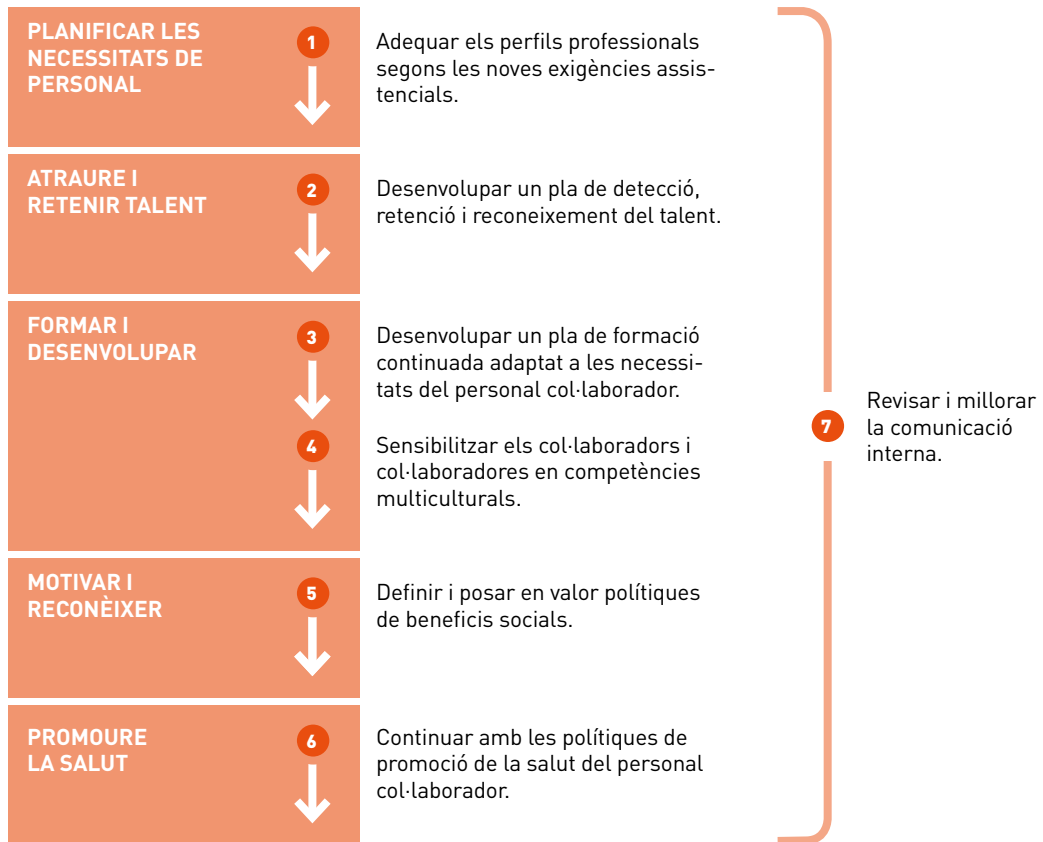 PLANIFICAR LES
NECESSITATS DE
PERSONAL
1
Adequar els perfils professionals
segons les noves exigències assis-
tencials.
ATRAURE I
RETENIR TALENT
2
Desenvolupar un pla de detecció,
retenció i reconeixement del talent.
FORMAR I
DESENVOLUPAR
3
Desenvolupar un pla de formació
continuada adaptat a les necessi-
tats del personal col·laborador.
4
Sensibilitzar els col·laboradors i
col·laboradores en competències
multiculturals.
MOTIVAR I
RECONÈIXER
5
Definir i posar en valor polítiques
de beneficis socials.
PROMOURE
LA SALUT
6
Continuar amb les polítiques de
promoció de la salut del personal
col·laborador.
7
Revisar i millorar
la comunicació
interna.